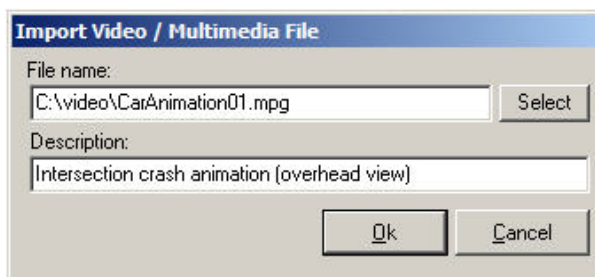 Import Video / Multimedia File
File name:
C:\video\CarAnimation01.mpg
Select
Description:
Intersection crash animation (overhead view)
Ok Cancel